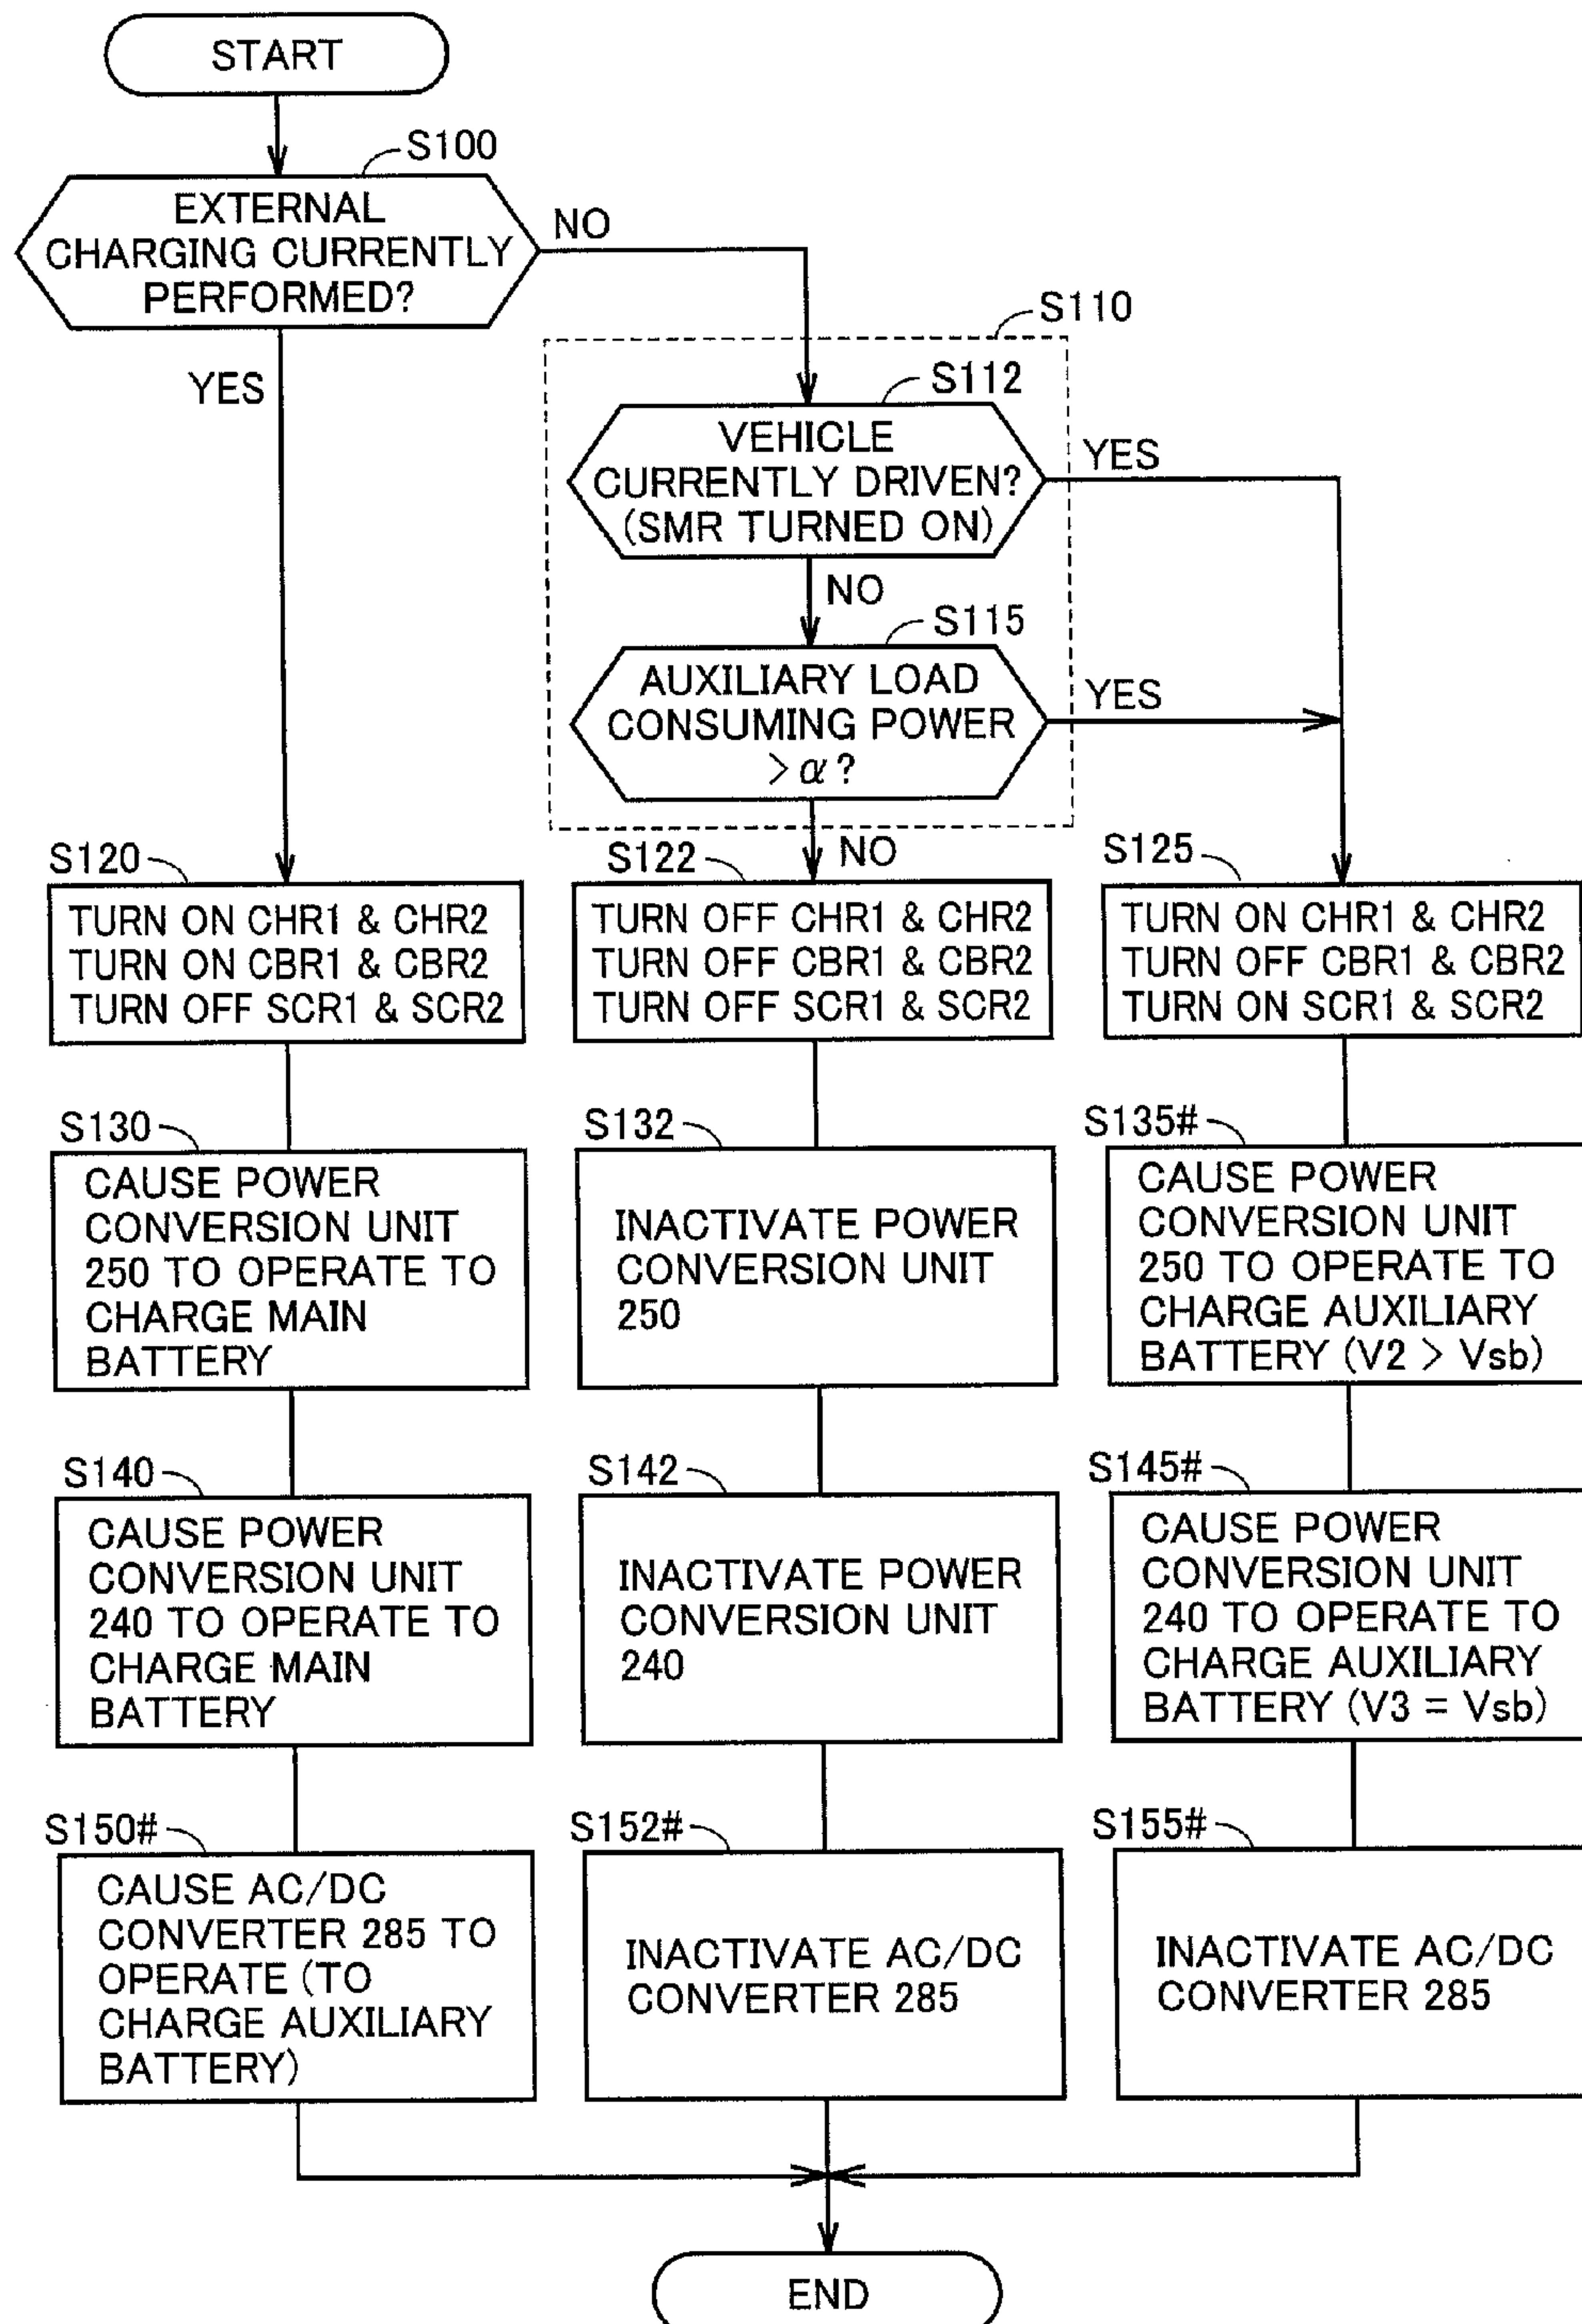 START
S100
EXTERNAL
CHARGING CURRENTLY
PERFORMED?
NO
YES
S110
S112
VEHICLE
CURRENTLY DRIVEN?
(SMR TURNED ON)
YES
NO
S115
AUXILIARY LOAD
CONSUMING POWER
> α ?
YES
NO
S120
TURN ON CHR1 & CHR2
TURN ON CBR1 & CBR2
TURN OFF SCR1 & SCR2
S122
TURN OFF CHR1 & CHR2
TURN OFF CBR1 & CBR2
TURN OFF SCR1 & SCR2
S125
TURN ON CHR1 & CHR2
TURN OFF CBR1 & CBR2
TURN ON SCR1 & SCR2
S130
CAUSE POWER
CONVERSION UNIT
250 TO OPERATE TO
CHARGE MAIN
BATTERY
S132
INACTIVATE POWER
CONVERSION UNIT
250
S135#
CAUSE POWER
CONVERSION UNIT
250 TO OPERATE TO
CHARGE AUXILIARY
BATTERY (V2 > Vsb)
S140
CAUSE POWER
CONVERSION UNIT
240 TO OPERATE TO
CHARGE MAIN
BATTERY
S142
INACTIVATE POWER
CONVERSION UNIT
240
S145#
CAUSE POWER
CONVERSION UNIT
240 TO OPERATE TO
CHARGE AUXILIARY
BATTERY (V3 = Vsb)
S150#
CAUSE AC/DC
CONVERTER 285 TO
OPERATE (TO
CHARGE AUXILIARY
BATTERY)
S152#
INACTIVATE AC/DC
CONVERTER 285
S155#
INACTIVATE AC/DC
CONVERTER 285
END